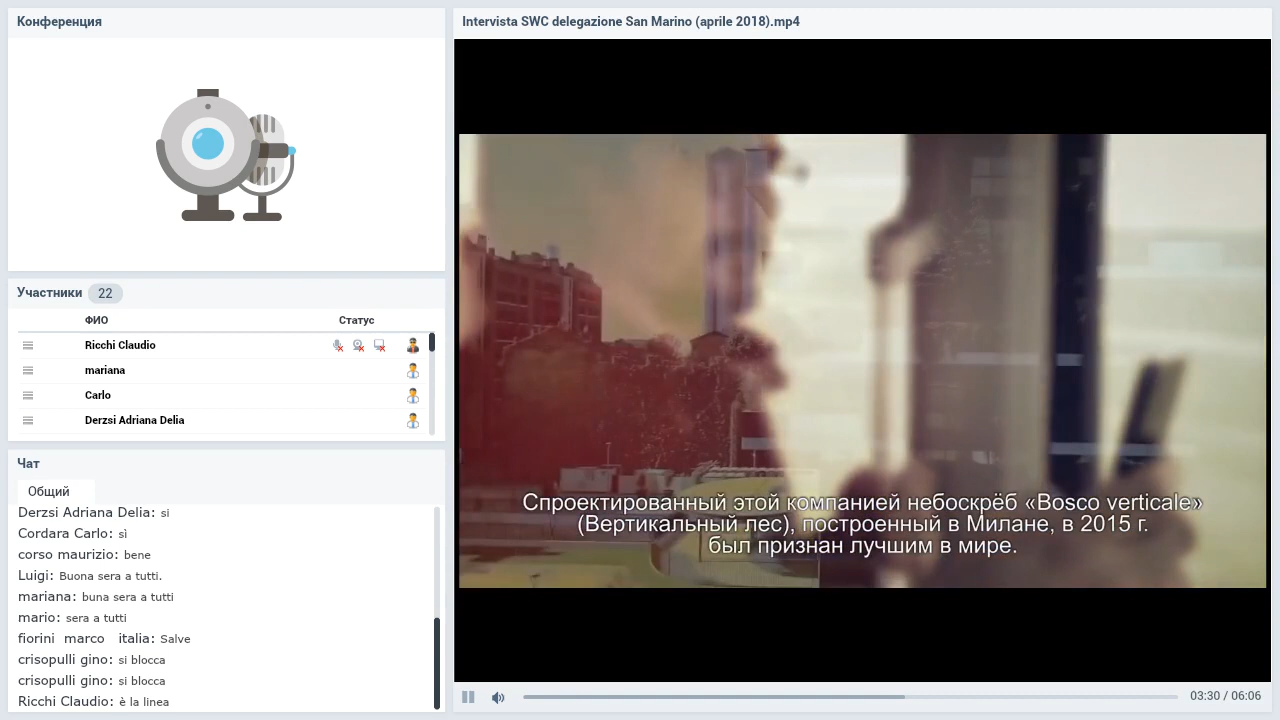 Конференция
Участники 22
ФИО Статус
Ricchi Claudio
mariana
Carlo
Derzsi Adriana Delia
Чат
Общий
Derzsi Adriana Delia: si
Cordara Carlo: sì
corso maurizio: bene
Luigi: Buona sera a tutti.
mariana: buna sera a tutti
mario: sera a tutti
fiorini marco italia: Salve
crisopulli gino: si blocca
crisopulli gino: si blocca
Ricchi Claudio: è la linea
Intervista SWC delegazione San Marino (aprile 2018).mp4
Спроектированный этой компанией небоскрёб «Bosco verticale»
(Вертикальный лес), построенный в Милане, в 2015 г.
был признан лучшим в мире.
03:30 / 06:06